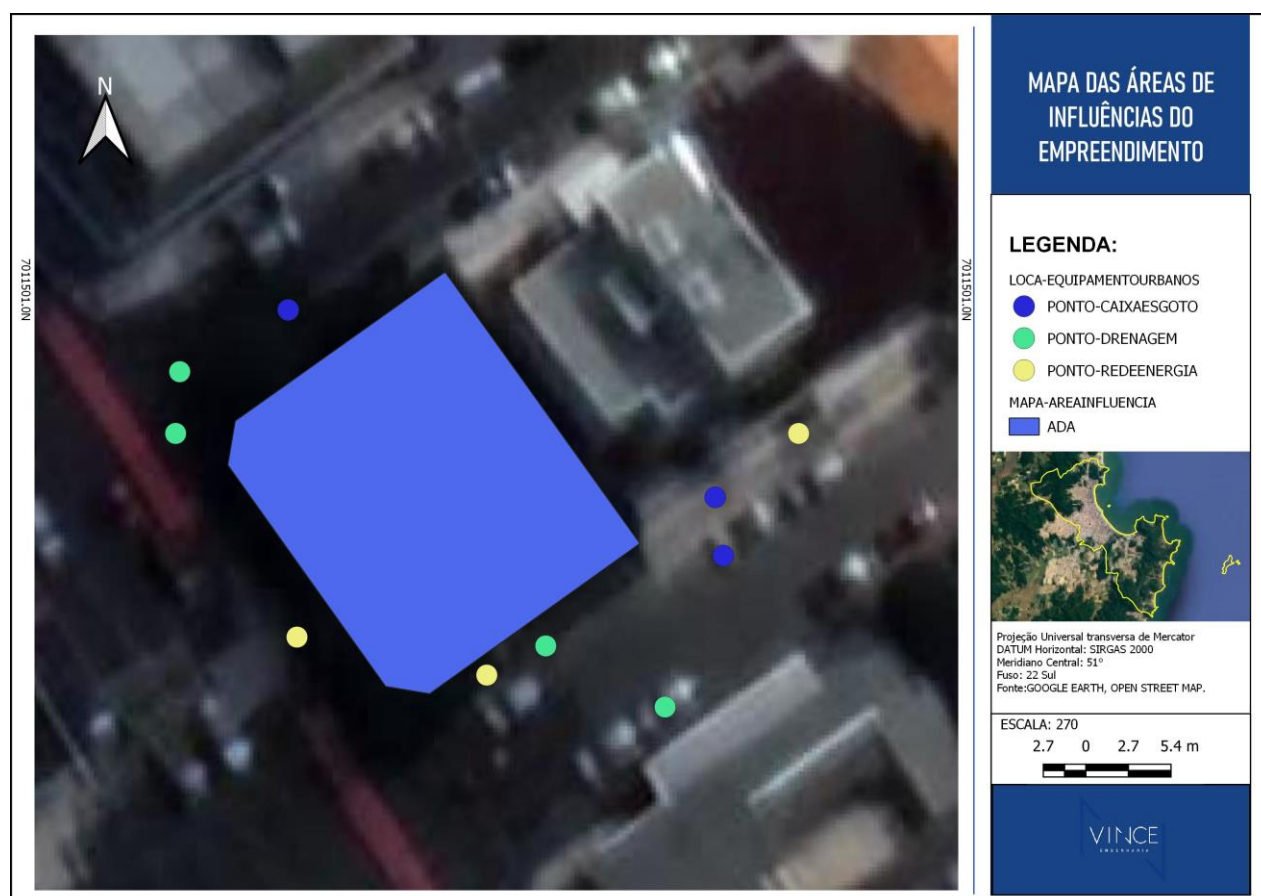 N
7011501.0N
7011501.0N
MAPA DAS ÁREAS DE
INFLUÊNCIAS DO
EMPREENDIMENTO
LEGENDA:
LOCA-EQUIPAMENTOURBANOS
PONTO-CAIXAESGOTO
PONTO-DRENAGEM
PONTO-REDEENERGIA
MAPA-AREAINFLUENCIA
ADA
Projeção Universal transversa de Mercator
DATUM Horizontal: SIRGAS 2000
Meridiano Central: 51º
Fuso: 22 Sul
Fonte:GOOGLE EARTH, OPEN STREET MAP.
ESCALA: 270
2.7 0 2.7 5.4 m
VINCE
ENGENHARIA